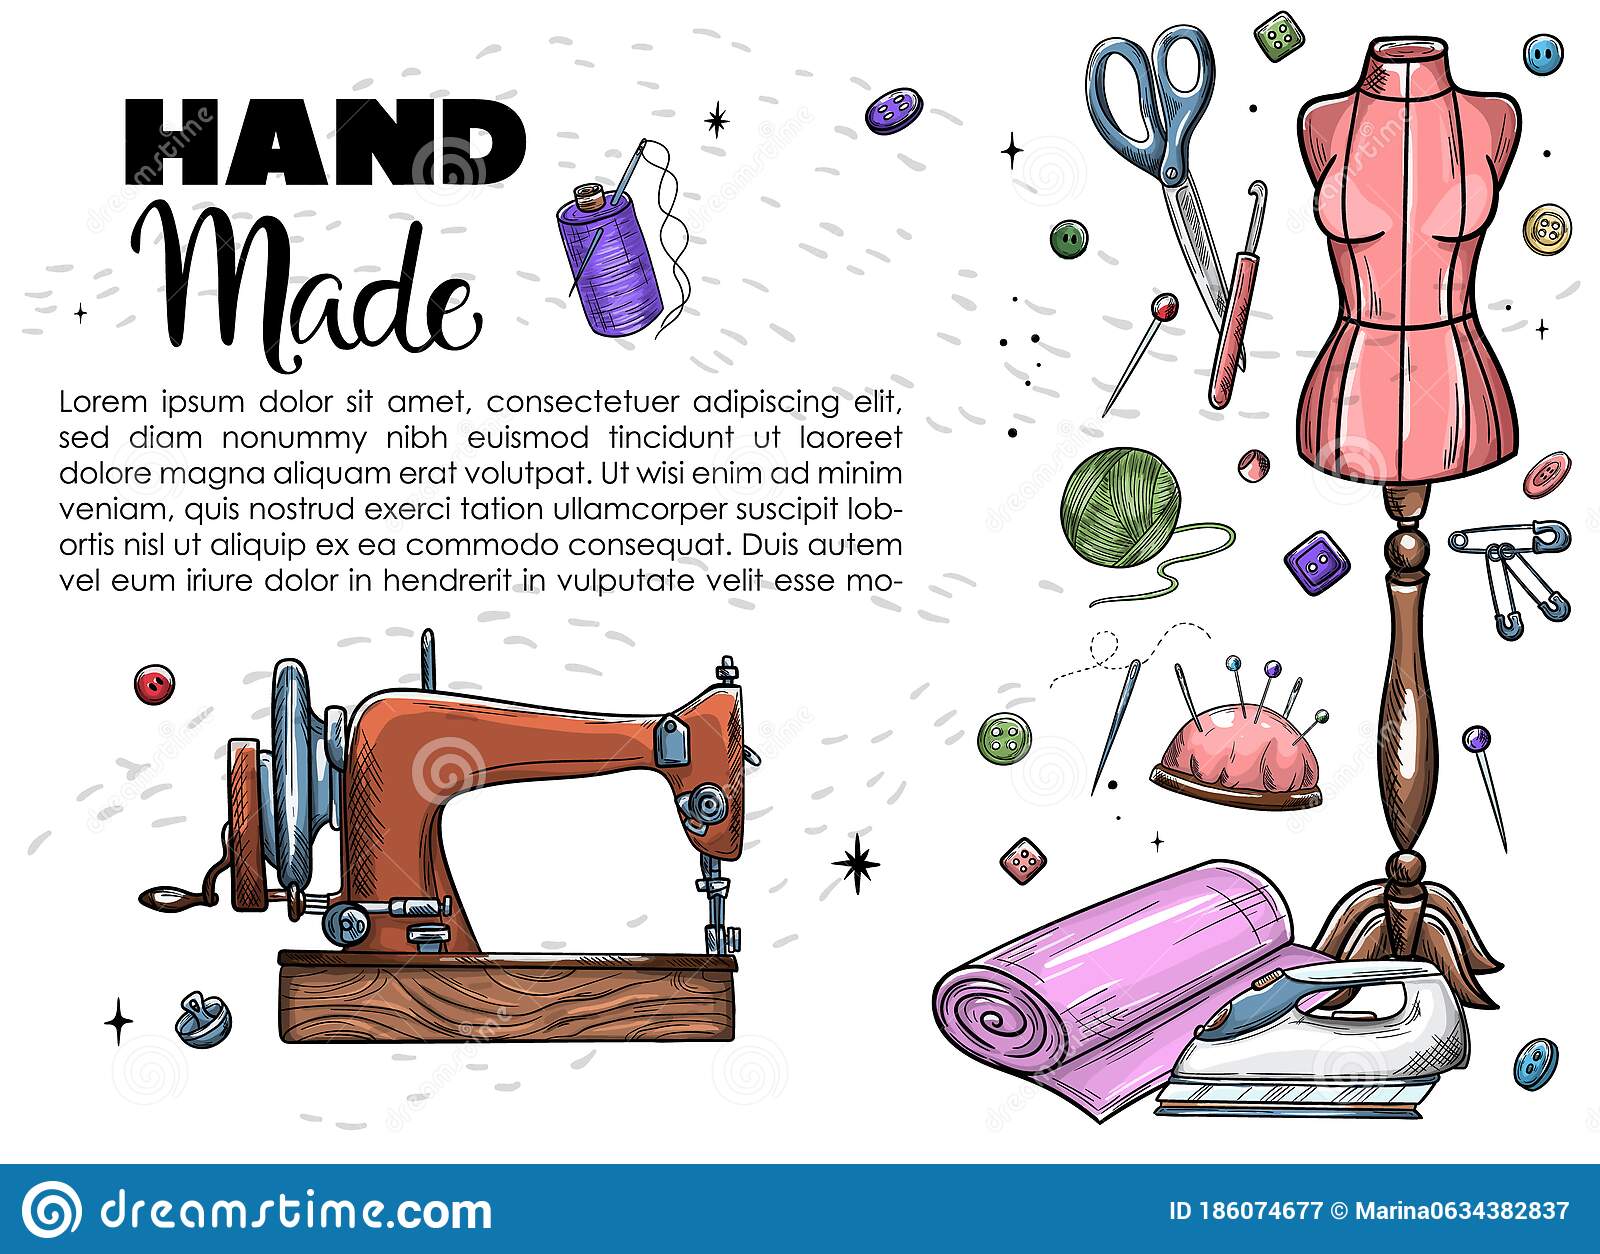 HAND
Made
Lorem ipsum dolor sit amet, consectetuer adipiscing elit,
sed diam nonummy nibh euismod tincidunt ut laoreet
dolore magna aliquam erat volutpat. Ut wisi enim ad minim
veniam, quis nostrud exerci tation ullamcorper suscipit lob-
ortis nisl ut aliquip ex ea commodo consequat. Duis autem
vel eum iriure dolor in hendrerit in vulputate velit esse mo-
dreamstime.com
ID 186074677 © Marina0634382837